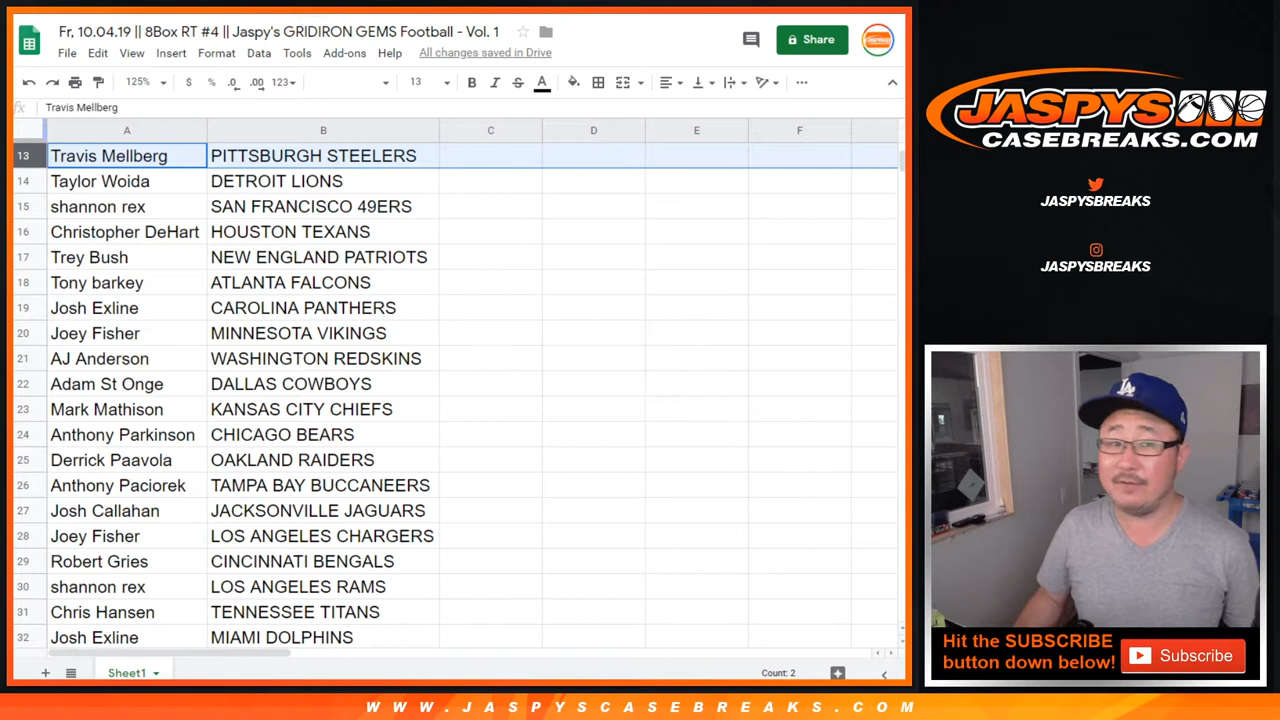 Fr, 10.04.19 || 8Box RT #4 || Jaspy's GRIDIRON GEMS Football - Vol. 1
Share
File Edit View Insert Format Data Tools Add-ons Help All changes saved in Drive
125% $ % .0 .00 123 13 B I S A
fx Travis Mellberg
A B C D E F
13 Travis Mellberg PITTSBURGH STEELERS
14 Taylor Woida DETROIT LIONS
15 shannon rex SAN FRANCISCO 49ERS
16 Christopher DeHart HOUSTON TEXANS
17 Trey Bush NEW ENGLAND PATRIOTS
18 Tony barkey ATLANTA FALCONS
19 Josh Exline CAROLINA PANTHERS
20 Joey Fisher MINNESOTA VIKINGS
21 AJ Anderson WASHINGTON REDSKINS
22 Adam St Onge DALLAS COWBOYS
23 Mark Mathison KANSAS CITY CHIEFS
24 Anthony Parkinson CHICAGO BEARS
25 Derrick Paavola OAKLAND RAIDERS
26 Anthony Paciorek TAMPA BAY BUCCANEERS
27 Josh Callahan JACKSONVILLE JAGUARS
28 Joey Fisher LOS ANGELES CHARGERS
29 Robert Gries CINCINNATI BENGALS
30 shannon rex LOS ANGELES RAMS
31 Chris Hansen TENNESSEE TITANS
32 Josh Exline MIAMI DOLPHINS
Sheet1
Count: 2
JASPYS
CASEBREAKS.COM
JASPYSBREAKS
JASPYSBREAKS
LA
Hit the SUBSCRIBE
button down below!
Subscribe
WWW.JASPYSCASEBREAKS.COM